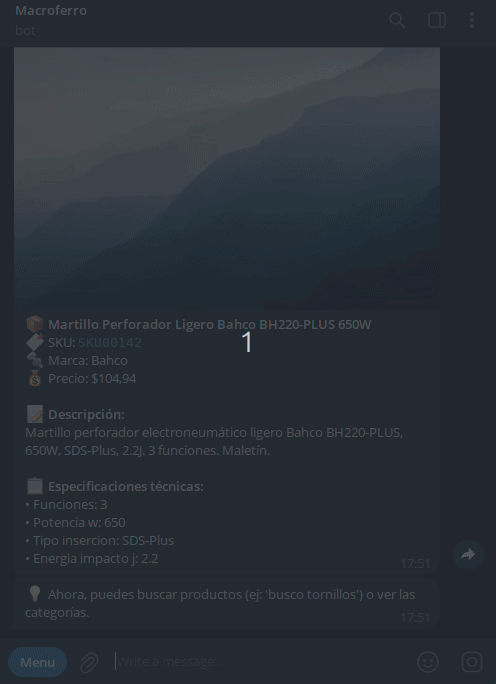 Macroferro
bot
📦 Martillo Perforador Ligero Bahco BH220-PLUS 650W
🏷️ SKU: SKU00142
🔩 Marca: Bahco
💰 Precio: $104,94
1
📝 Descripción:
Martillo perforador electroneumático ligero Bahco BH220-PLUS,
650W, SDS-Plus, 2.2J. 3 funciones. Maletín.
📋 Especificaciones técnicas:
• Funciones: 3
• Potencia w: 650
• Tipo insercion: SDS-Plus
• Energia impacto j: 2.2
17:51
💡 Ahora, puedes buscar productos (ej: 'busco tornillos') o ver las
categorías.
17:51
Menu
Write a message...